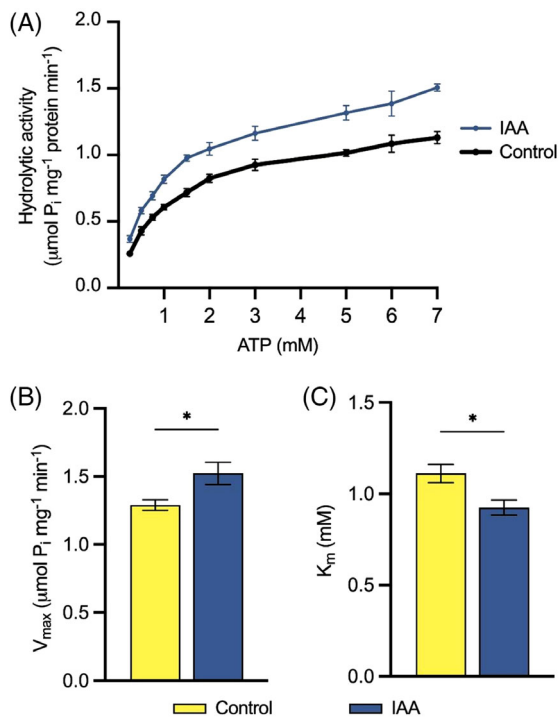 (A)
Hydrolytic activity
(μmol Pi mg-1 protein min-1)
2.0
1.5
1.0
0.5
0.0
1 2 3 4 5 6 7
ATP (mM)
IAA
Control
(B)
Vmax (μmol Pi mg-1 min-1)
2.0
1.5
1.0
0.5
0.0
*
(C)
Km (mM)
1.5
1.0
0.5
0.0
*
Control IAA